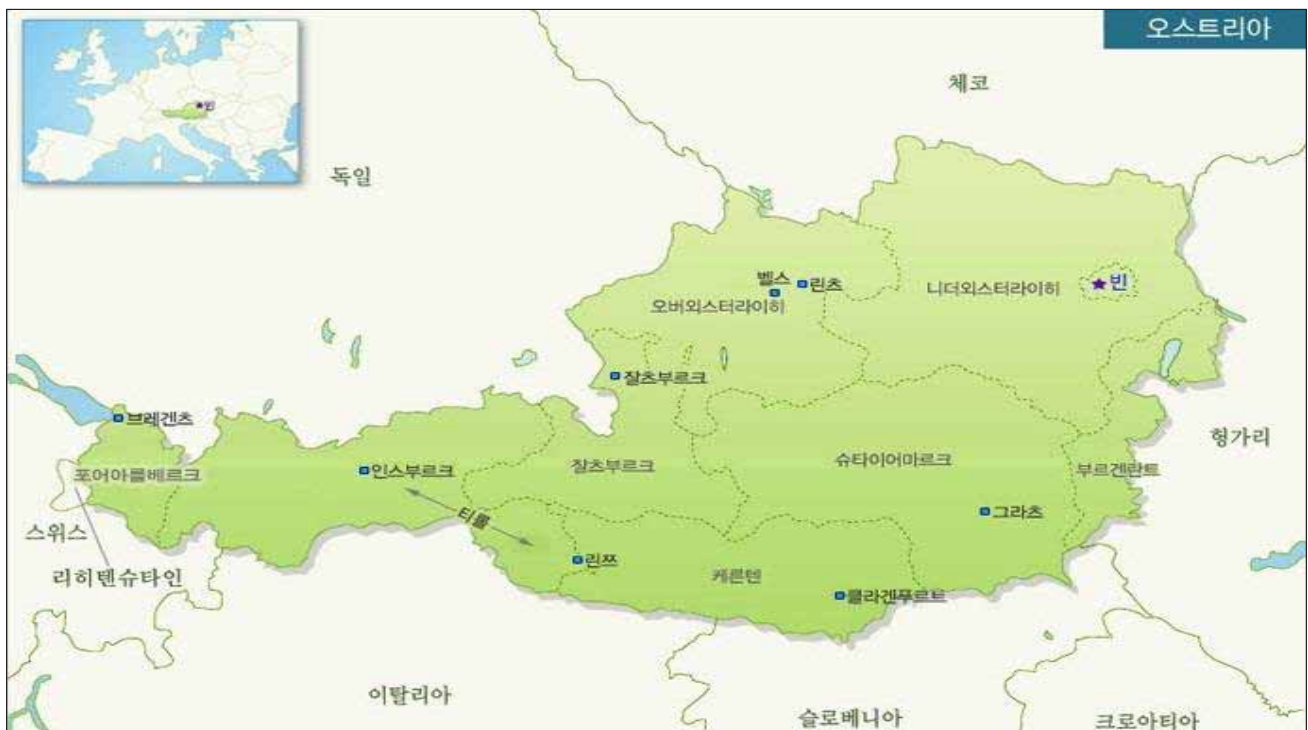 오스트리아
빈
체코
독일
벨스
린츠
오버외스터라이히
니더외스터라이히
빈
잘츠부르크
브레겐츠
헝가리
포어아를베르크
인스부르크
잘츠부르크
슈타이어마르크
부르겐란트
티롤
그라츠
스위스
리히텐슈타인
린쯔
케른텐
클라겐푸르트
이탈리아
슬로베니아
크로아티아